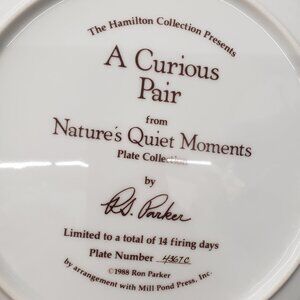 The Hamilton Collection Presents
A Curious
Pair
from
Nature's Quiet Moments
Plate Collection
by
R.S. Parker
Limited to a total of 14 firing days
Plate Number
©1988 Ron Parker
by arrangement with Mill Pond Press, Inc.